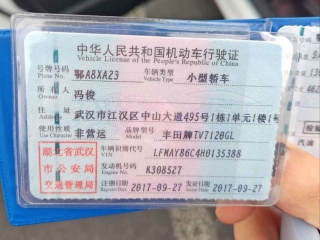 中华人民共和国机动车行驶证
Vehicle License of the People's Republic of China
号牌号码 鄂A8XA23 车辆类型 小型轿车
Plate No. Vehicle Type
所有人 冯俊
Owner
住址 武汉市江汉区中山大道495号1栋1单元1楼1号
Address
使用性质 非营运 品牌型号 丰田牌TV7120GL
Use Character Model
湖北省武汉市公安局交通管理局
车辆识别代号 LFMAY86C4H0135388
VIN
发动机号码 K308527
Engine No.
注册日期 2017-09-27 发证日期 2017-09-27
Register Date Issue Date